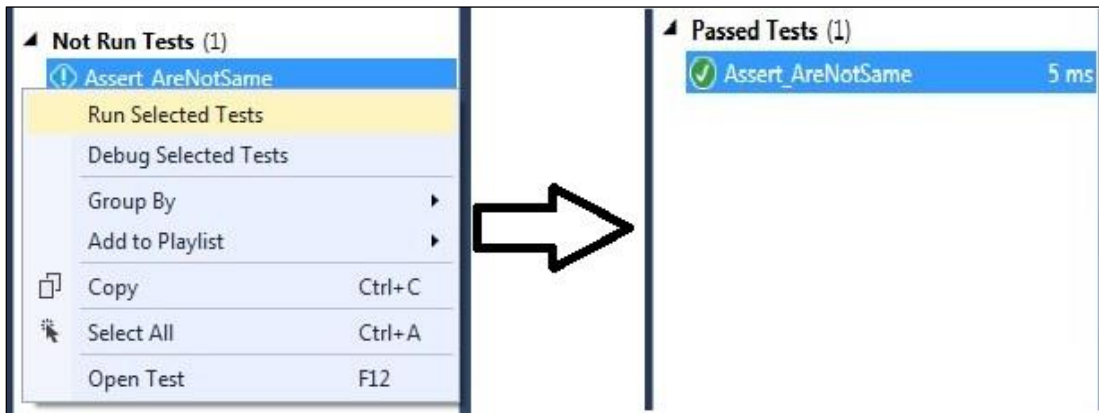 Not Run Tests (1)
Assert_AreNotSame
Run Selected Tests
Debug Selected Tests
Group By
Add to Playlist
Copy Ctrl+C
Select All Ctrl+A
Open Test F12
Passed Tests (1)
Assert_AreNotSame 5 ms